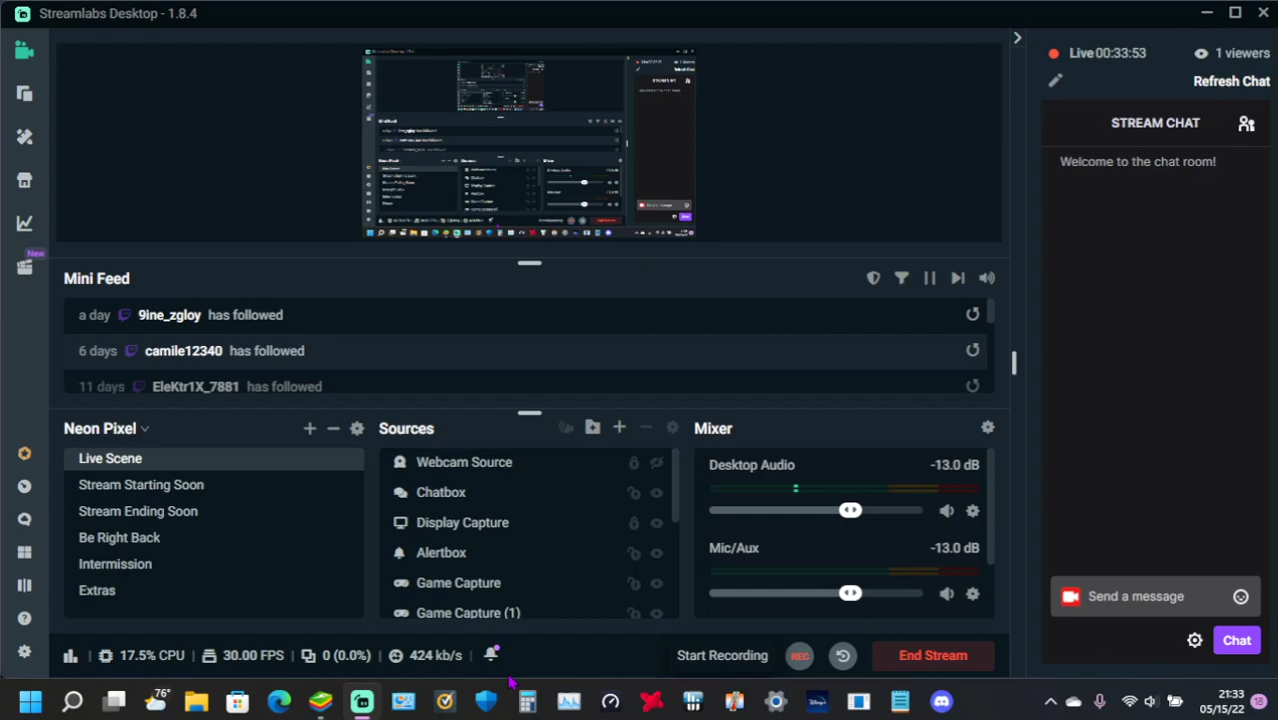 Streamlabs Desktop - 1.8.4
Live 00:33:53 1 viewers
Refresh Chat
STREAM CHAT
Welcome to the chat room!
New
Mini Feed
a day 9ine_zgloy has followed
6 days camile12340 has followed
11 days EleKtr1X_7881 has followed
Neon Pixel
Live Scene
Stream Starting Soon
Stream Ending Soon
Be Right Back
Intermission
Extras
Sources
Webcam Source
Chatbox
Display Capture
Alertbox
Game Capture
Game Capture (1)
Mixer
Desktop Audio -13.0 dB
Mic/Aux -13.0 dB
Send a message
Chat
17.5% CPU 30.00 FPS 0 (0.0%) 424 kb/s Start Recording REC End Stream
76°
Disney+
21:33
05/15/22
18